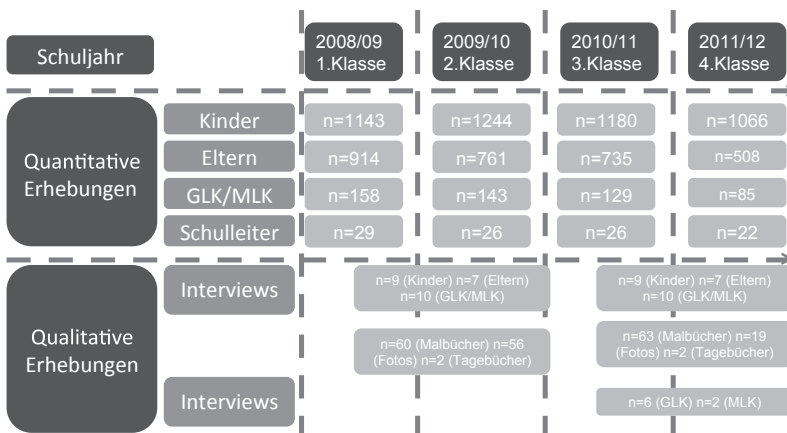 Schuljahr
2008/09
1.Klasse
2009/10
2.Klasse
2010/11
3.Klasse
2011/12
4.Klasse
Quantitative
Erhebungen
Kinder
n=1143
n=1244
n=1180
n=1066
Eltern
n=914
n=761
n=735
n=508
GLK/MLK
n=158
n=143
n=129
n=85
Schulleiter
n=29
n=26
n=26
n=22
Qualitative
Erhebungen
Interviews
n=9 (Kinder) n=7 (Eltern)
n=10 (GLK/MLK)
n=9 (Kinder) n=7 (Eltern)
n=10 (GLK/MLK)
n=60 (Malbücher) n=56
(Fotos) n=2 (Tagebücher)
n=63 (Malbücher) n=19
(Fotos) n=2 (Tagebücher)
Interviews
n=6 (GLK) n=2 (MLK)